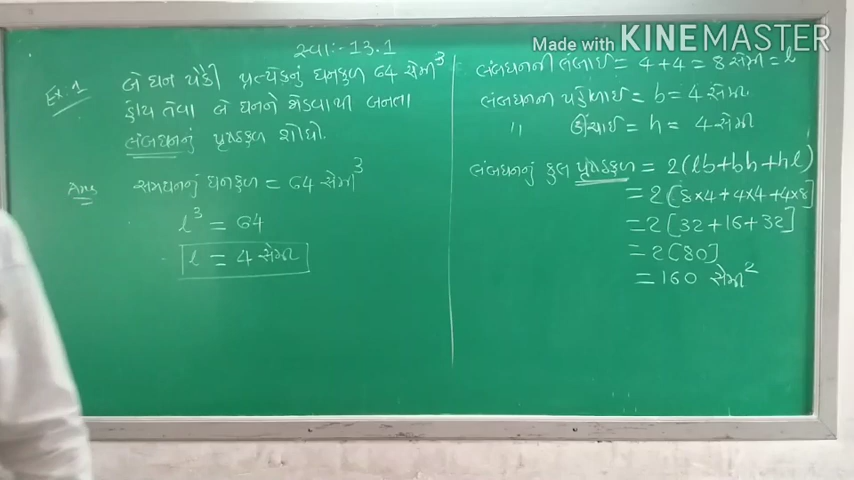 Made with KINEMASTER
સ્વા:- 13.1
Ex:1 બે ઘન પૈકી પ્રત્યેકનું ઘનફળ 64 સેમી³
હોય તેવા બે ઘનને જોડવાથી બનતા
લંબઘનનું પૃષ્ઠફળ શોધો.
Ans સમઘનનું ઘનફળ = 64 સેમી³
l³ = 64
l = 4 સેમી
લંબઘનની લંબાઈ = 4+4 = 8 સેમી = l
લંબઘનની પહોળાઈ = b = 4 સેમી
" ઊંચાઈ = h = 4 સેમી
લંબઘનનું કુલ પૃષ્ઠફળ = 2(lb+bh+hl)
= 2[8×4+4×4+4×8]
= 2[32+16+32]
= 2[80]
= 160 સેમી²